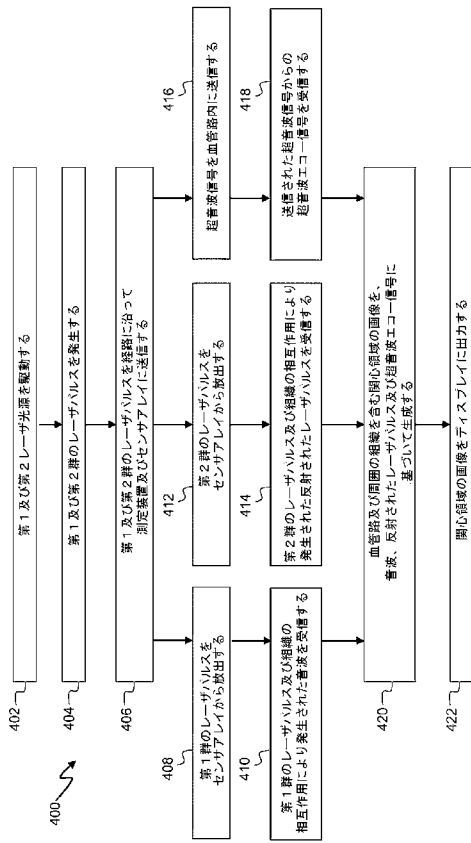 400
402
第１及び第２レーザ光源を駆動する
404
第１及び第２群のレーザパルスを発生する
406
第１及び第２群のレーザパルスを経路に沿って
測定装置及びセンサアレイに送信する
408
第１群のレーザパルスを
センサアレイから放出する
410
第１群のレーザパルス及び組織の
相互作用により発生された音波を受信する
412
第２群のレーザパルスを
センサアレイから放出する
414
第２群のレーザパルス及び組織の相互作用により
発生された反射されたレーザパルスを受信する
416
超音波信号を血管路内に送信する
418
送信された超音波信号からの
超音波エコー信号を受信する
420
血管路及び周囲の組織を含む関心領域の画像を、
音波、反射されたレーザパルス及び超音波エコー信号に
基づいて生成する
422
関心領域の画像をディスプレイに出力する